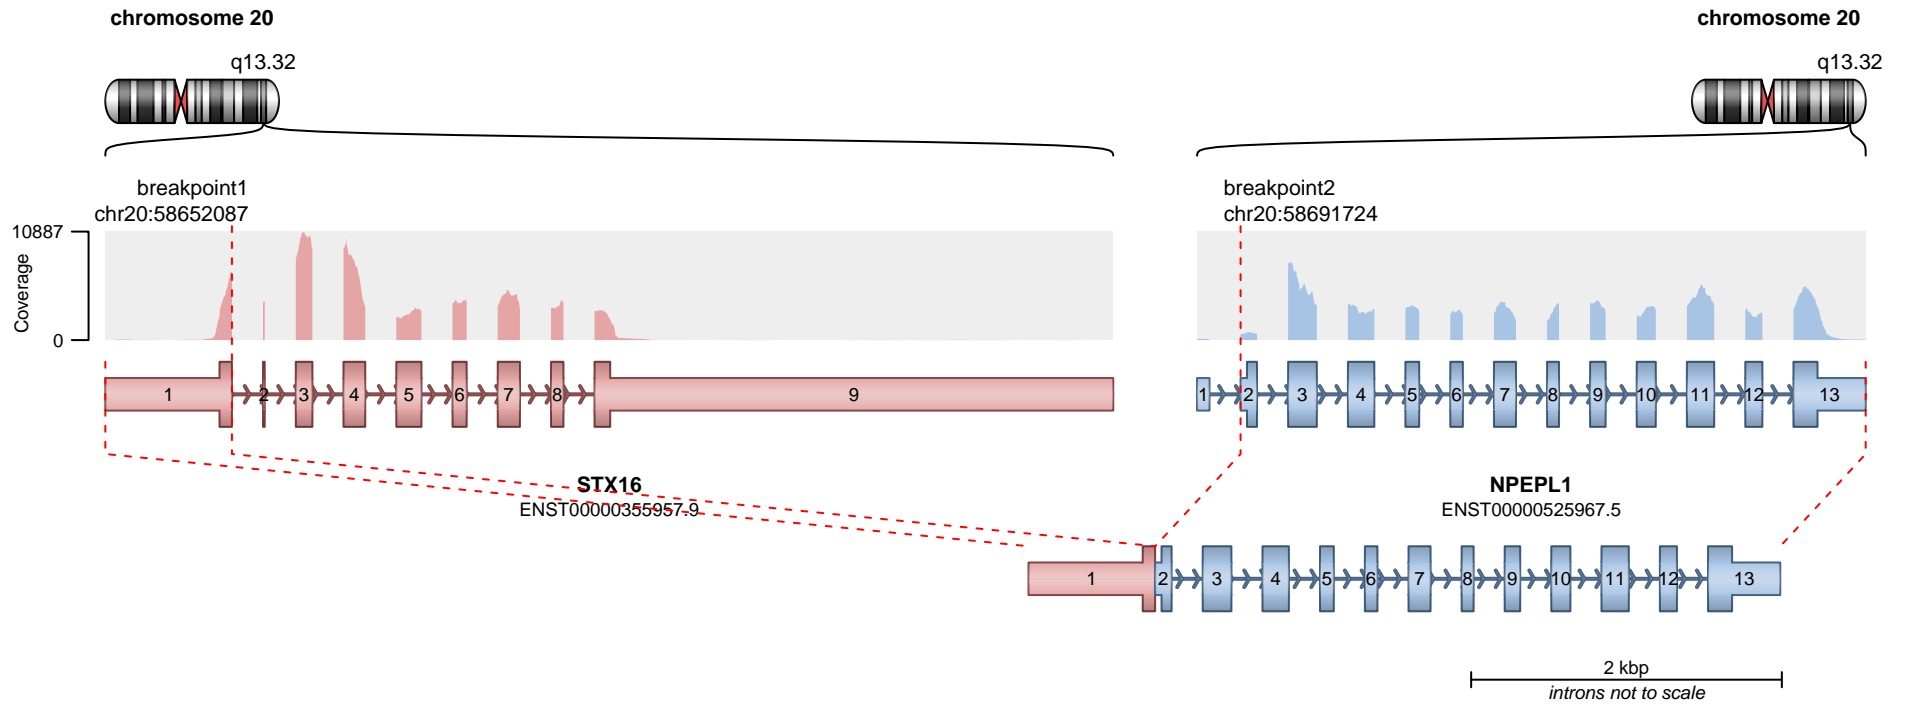 chromosome 20
chromosome 20
q13.32
q13.32
breakpoint1
chr20:58652087
breakpoint2
chr20:58691724
10887
Coverage
0
1 2 3 4 5 6 7 8 9
1 2 3 4 5 6 7 8 9 10 11 12 13
STX16
ENST00000355957.9
NPEPL1
ENST00000525967.5
1 2 3 4 5 6 7 8 9 10 11 12 13
2 kbp
introns not to scale